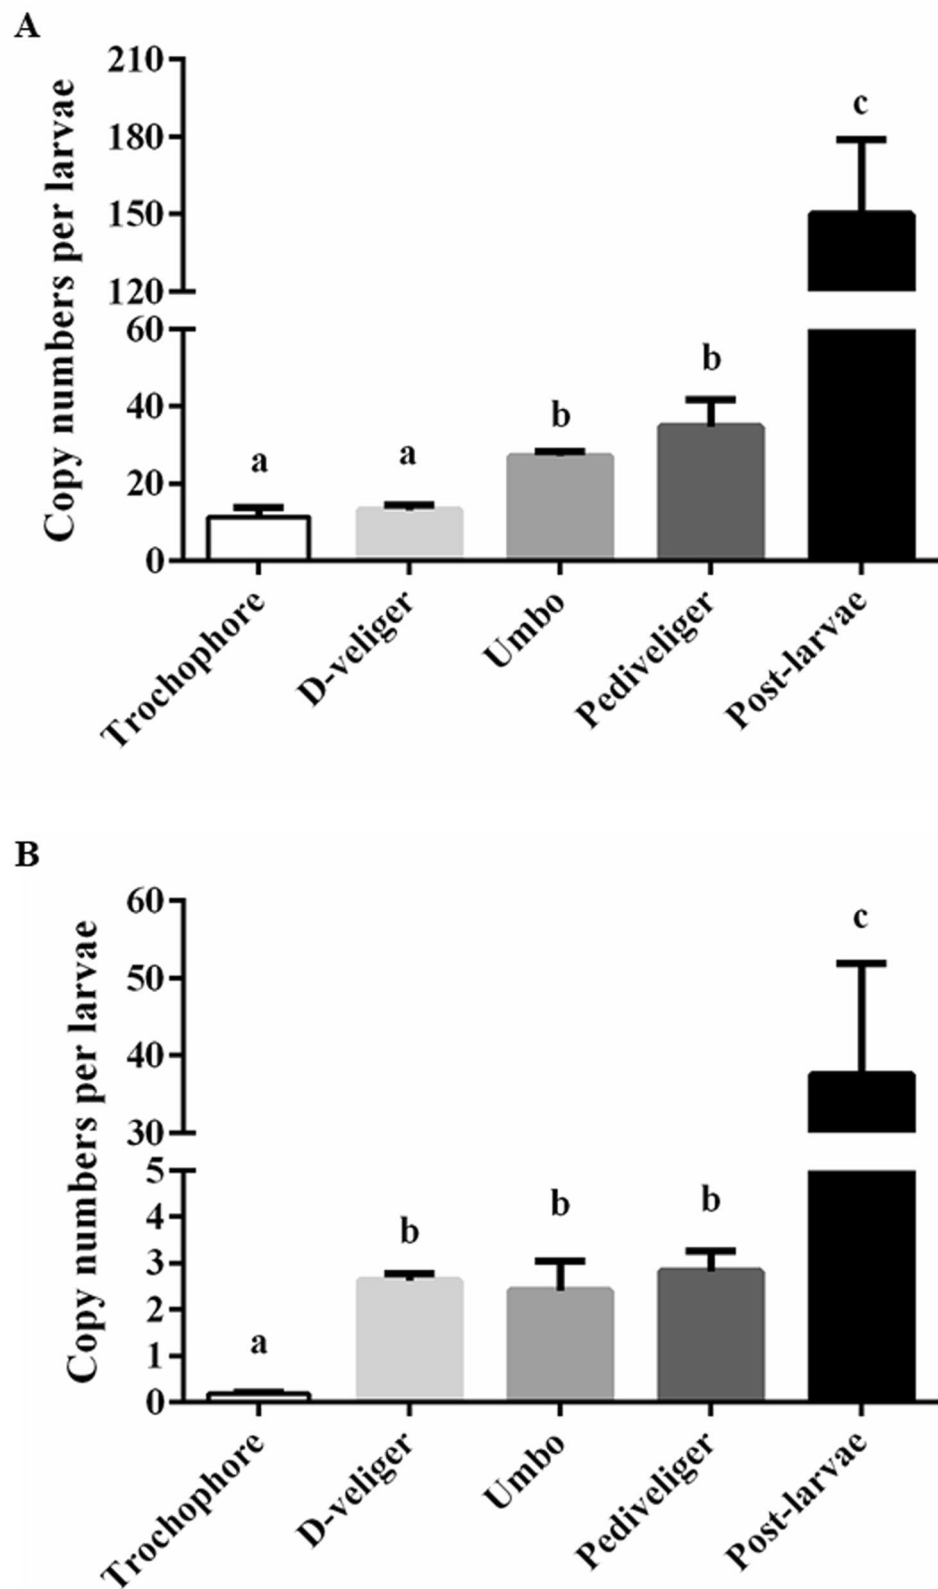 A
Copy numbers per larvae
210
180
150
120
60
40
20
0
a
a
b
b
c
Trochophore
D-veliger
Umbo
Pediveliger
Post-larvae
B
Copy numbers per larvae
60
50
40
30
5
4
3
2
1
0
a
b
b
b
c
Trochophore
D-veliger
Umbo
Pediveliger
Post-larvae